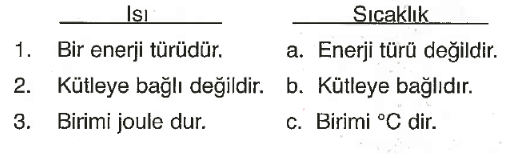 Isı Sıcaklık
1. Bir enerji türüdür. a. Enerji türü değildir.
2. Kütleye bağlı değildir. b. Kütleye bağlıdır.
3. Birimi joule dur. c. Birimi °C dir.